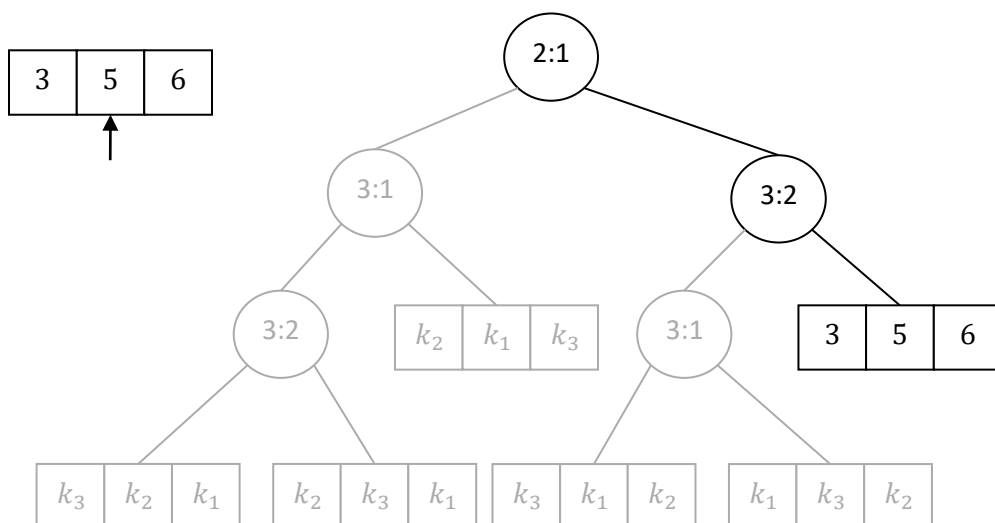 2:1
3 5 6
3:1
3:2
3:2
k₂ k₁ k₃
3:1
3 5 6
k₃ k₂ k₁
k₂ k₃ k₁
k₃ k₁ k₂
k₁ k₃ k₂